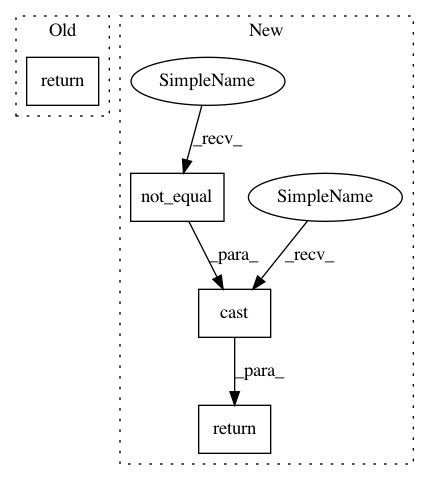 Old
New
return
SimpleName
_recv_
not_equal
SimpleName
_para_
_recv_
cast
_para_
return